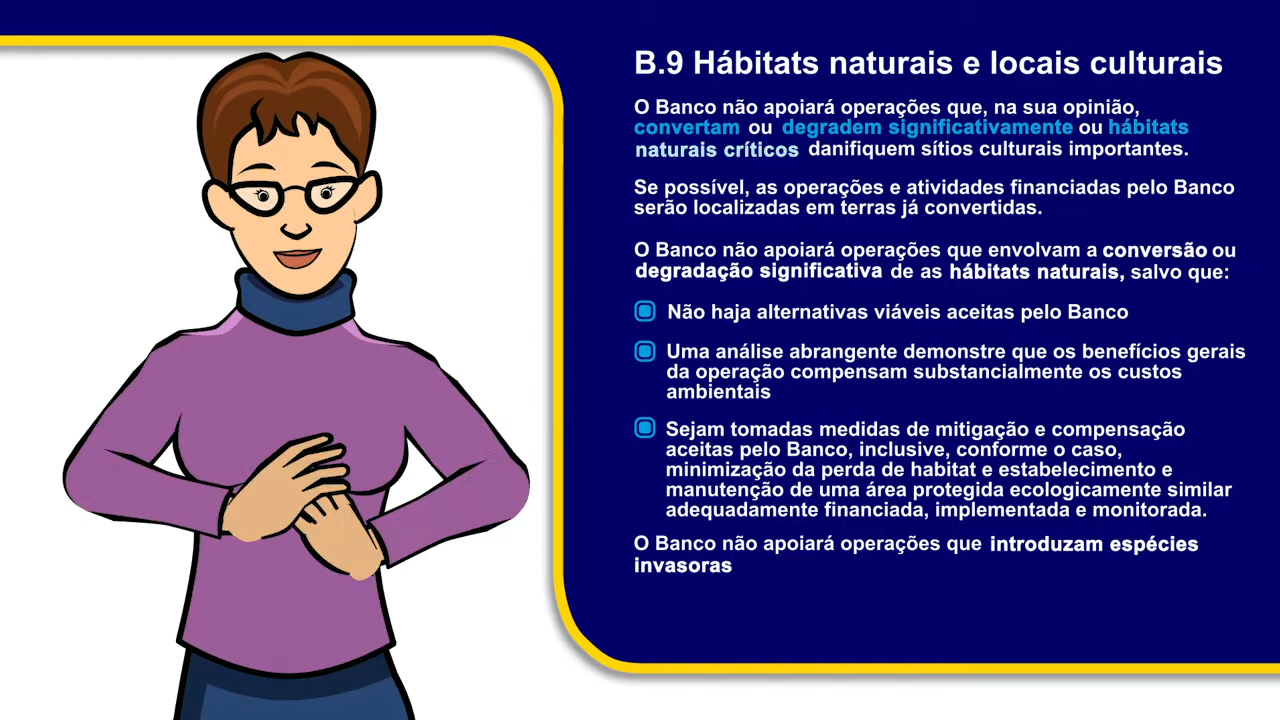 B.9 Hábitats naturais e locais culturais
O Banco não apoiará operações que, na sua opinião,
convertam ou degradem significativamente ou hábitats
naturais críticos danifiquem sítios culturais importantes.
Se possível, as operações e atividades financiadas pelo Banco
serão localizadas em terras já convertidas.
O Banco não apoiará operações que envolvam a conversão ou
degradação significativa de as hábitats naturais, salvo que:
Não haja alternativas viáveis aceitas pelo Banco
Uma análise abrangente demonstre que os benefícios gerais
da operação compensam substancialmente os custos
ambientais
Sejam tomadas medidas de mitigação e compensação
aceitas pelo Banco, inclusive, conforme o caso,
minimização da perda de habitat e estabelecimento e
manutenção de uma área protegida ecologicamente similar
adequadamente financiada, implementada e monitorada.
O Banco não apoiará operações que introduzam espécies
invasoras